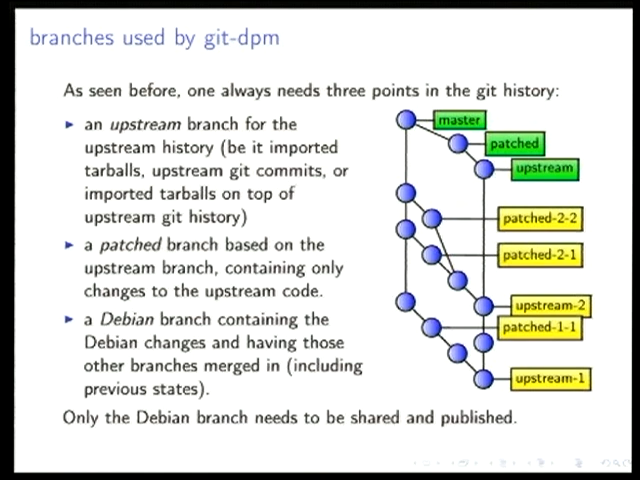 branches used by git-dpm
As seen before, one always needs three points in the git history:
an upstream branch for the
upstream history (be it imported
tarballs, upstream git commits, or
imported tarballs on top of
upstream git history)
a patched branch based on the
upstream branch, containing only
changes to the upstream code.
a Debian branch containing the
Debian changes and having those
other branches merged in (including
previous states).
master
patched
upstream
patched-2-2
patched-2-1
upstream-2
patched-1-1
upstream-1
Only the Debian branch needs to be shared and published.